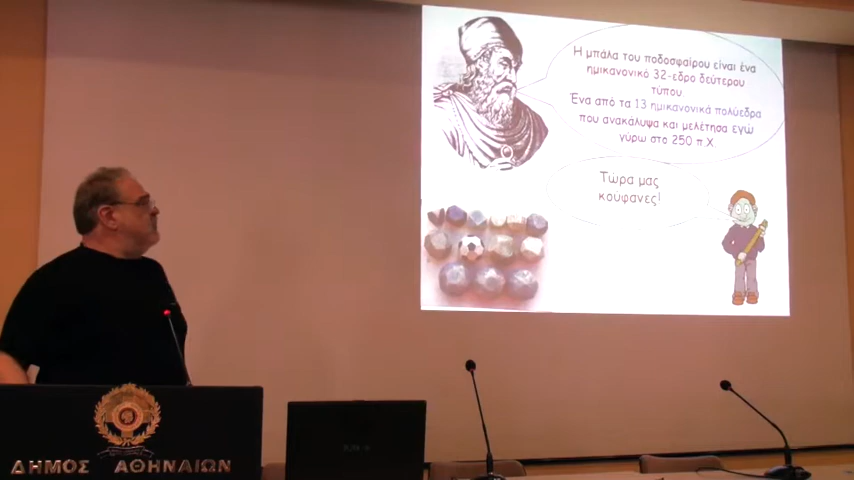 Η μπάλα του ποδοσφαίρου είναι ένα
ημικανονικό 32-εδρο δεύτερου
τύπου
Ένα από τα 13 ημικανονικά πολύεδρα
που ανακάλυψα και μελέτησα εγώ
γύρω στο 250 π.Χ.
Τώρα μας
κούφανες!
ΔΗΜΟΣ ΑΘΗΝΑΙΩΝ